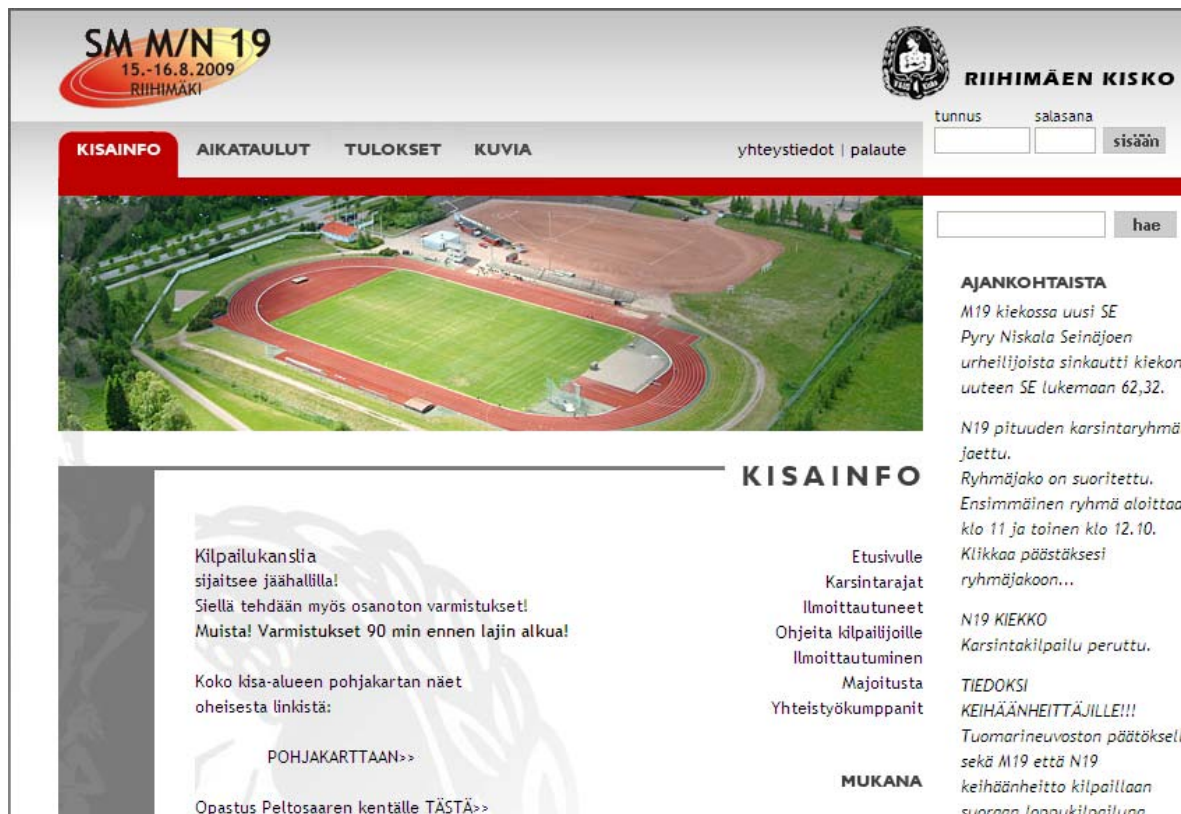 SM M/N 19
15.-16.8.2009
RIIHIMÄKI
RIIHIMÄEN KISKO
tunnus salasana
sisään
KISAINFO AIKATAULUT TULOKSET KUVIA yhteystiedot | palaute
hae
KISAINFO
Kilpailukanslia
sijaitsee jäähallilla!
Siellä tehdään myös osanoton varmistukset!
Muista! Varmistukset 90 min ennen lajin alkua!
Koko kisa-alueen pohjakartan näet
oheisesta linkistä:
POHJAKARTTAAN>>
Opastus Peltosaaren kentälle TÄSTÄ>>
Etusivulle
Karsintarajat
Ilmoittautuneet
Ohjeita kilpailijoille
Ilmoittautuminen
Majoitusta
Yhteistyökumppanit
MUKANA
AJANKOHTAISTA
M19 kiekossa uusi SE
Pyry Niskala Seinäjoen
urheilijoista sinkautti kiekon
uuteen SE lukemaan 62,32.
N19 pituuden karsintaryhmä
jaettu.
Ryhmäjako on suoritettu.
Ensimmäinen ryhmä aloittaa
klo 11 ja toinen klo 12.10.
Klikkaa päästäksesi
ryhmäjakoon...
N19 KIEKKO
Karsintakilpailu peruttu.
TIEDOKSI
KEIHÄÄNHEITTÄJILLE!!!
Tuomarineuvoston päätöksell
sekä M19 että N19
keihäänheitto kilpaillaan
suoraan loppukilpailuna